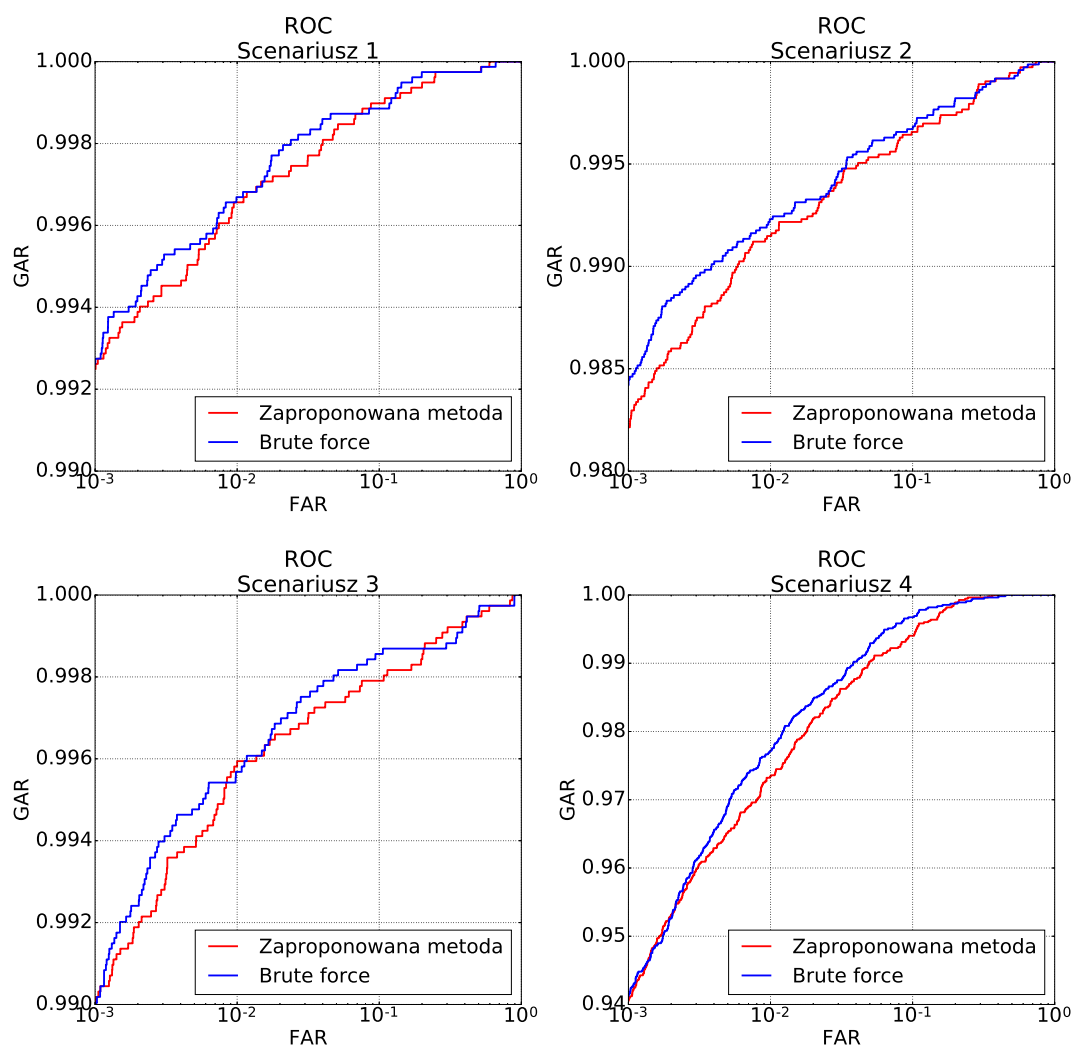 ROC
Scenariusz 1
1.000
0.998
0.996
0.994
0.992
0.990
GAR
Zaproponowana metoda
Brute force
10⁻³
10⁻²
10⁻¹
10⁰
FAR
ROC
Scenariusz 2
1.000
0.995
0.990
0.985
0.980
GAR
Zaproponowana metoda
Brute force
10⁻³
10⁻²
10⁻¹
10⁰
FAR
ROC
Scenariusz 3
1.000
0.998
0.996
0.994
0.992
0.990
GAR
Zaproponowana metoda
Brute force
10⁻³
10⁻²
10⁻¹
10⁰
FAR
ROC
Scenariusz 4
1.00
0.99
0.98
0.97
0.96
0.95
0.94
GAR
Zaproponowana metoda
Brute force
10⁻³
10⁻²
10⁻¹
10⁰
FAR